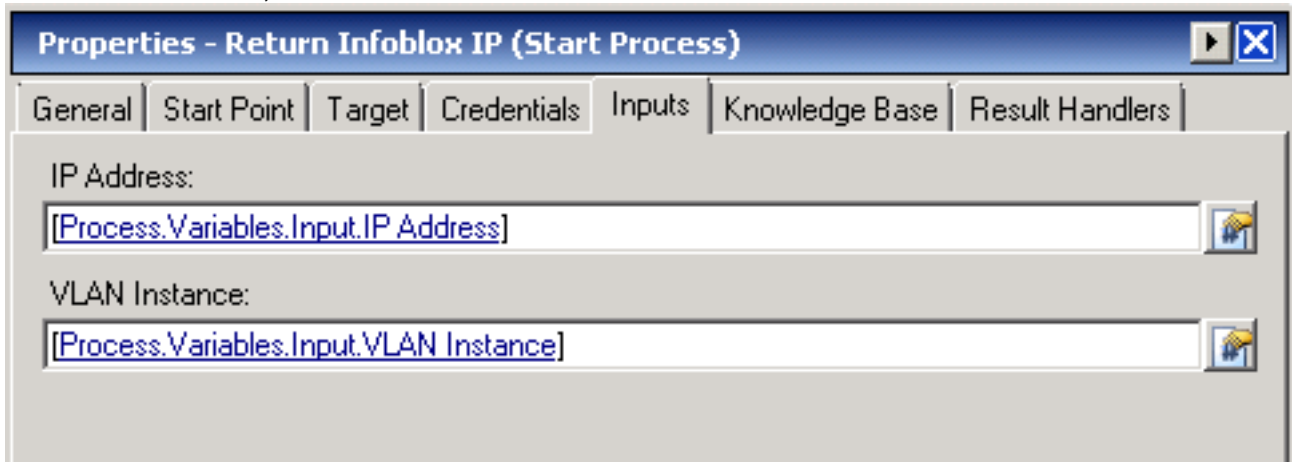 Properties - Return Infoblox IP (Start Process)
General Start Point Target Credentials Inputs Knowledge Base Result Handlers
IP Address:
[Process.Variables.Input.IP Address]
VLAN Instance:
[Process.Variables.Input.VLAN Instance]